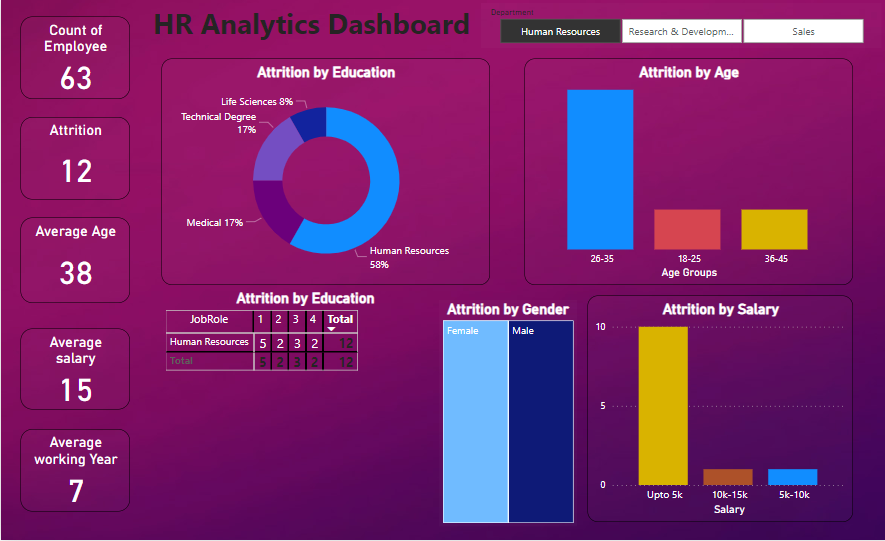 HR Analytics Dashboard
Department
Human Resources
Research & Developm...
Sales
Count of
Employee
63
Attrition
12
Average Age
38
Average
salary
15
Average
working Year
7
Attrition by Education
Life Sciences 8%
Technical Degree
17%
Medical 17%
Human Resources
58%
Attrition by Age
26-35
18-25
36-45
Age Groups
Attrition by Education
JobRole 1 2 3 4 Total
Human Resources 5 2 3 2 12
Total 5 2 3 2 12
Attrition by Gender
Female
Male
Attrition by Salary
10
5
0
Upto 5k
10k-15k
5k-10k
Salary